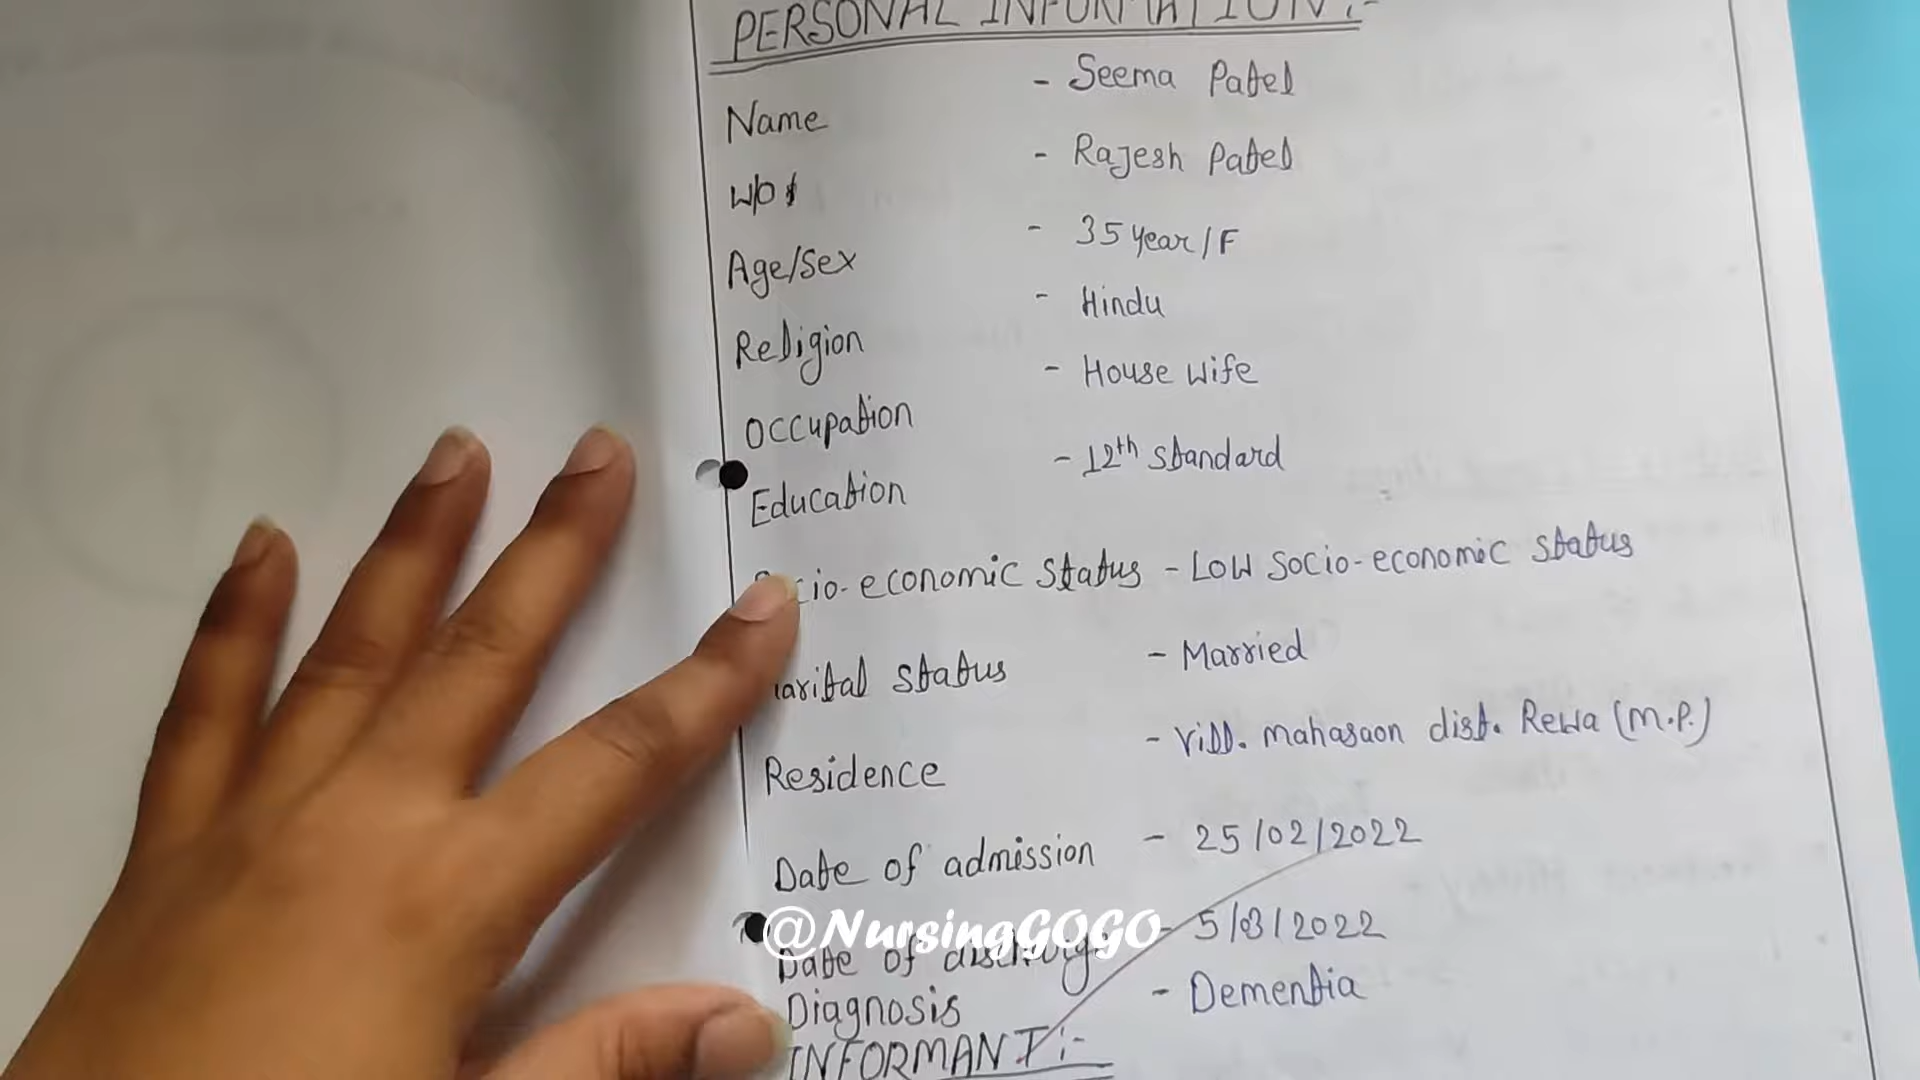 PERSONAL INFORMATION :-
Name - Seema Patel
W/O - Rajesh Patel
Age/Sex - 35 year/F
Religion - Hindu
Occupation - House wife
Education - 12th standard
cio-economic status - Low socio-economic status
arital status - Married
Residence - Vill. mahasaon dist. Rewa (M.P.)
Date of admission - 25/02/2022
@NursingGOGO
Date of discharge - 5/03/2022
Diagnosis - Dementia
INFORMANT :-